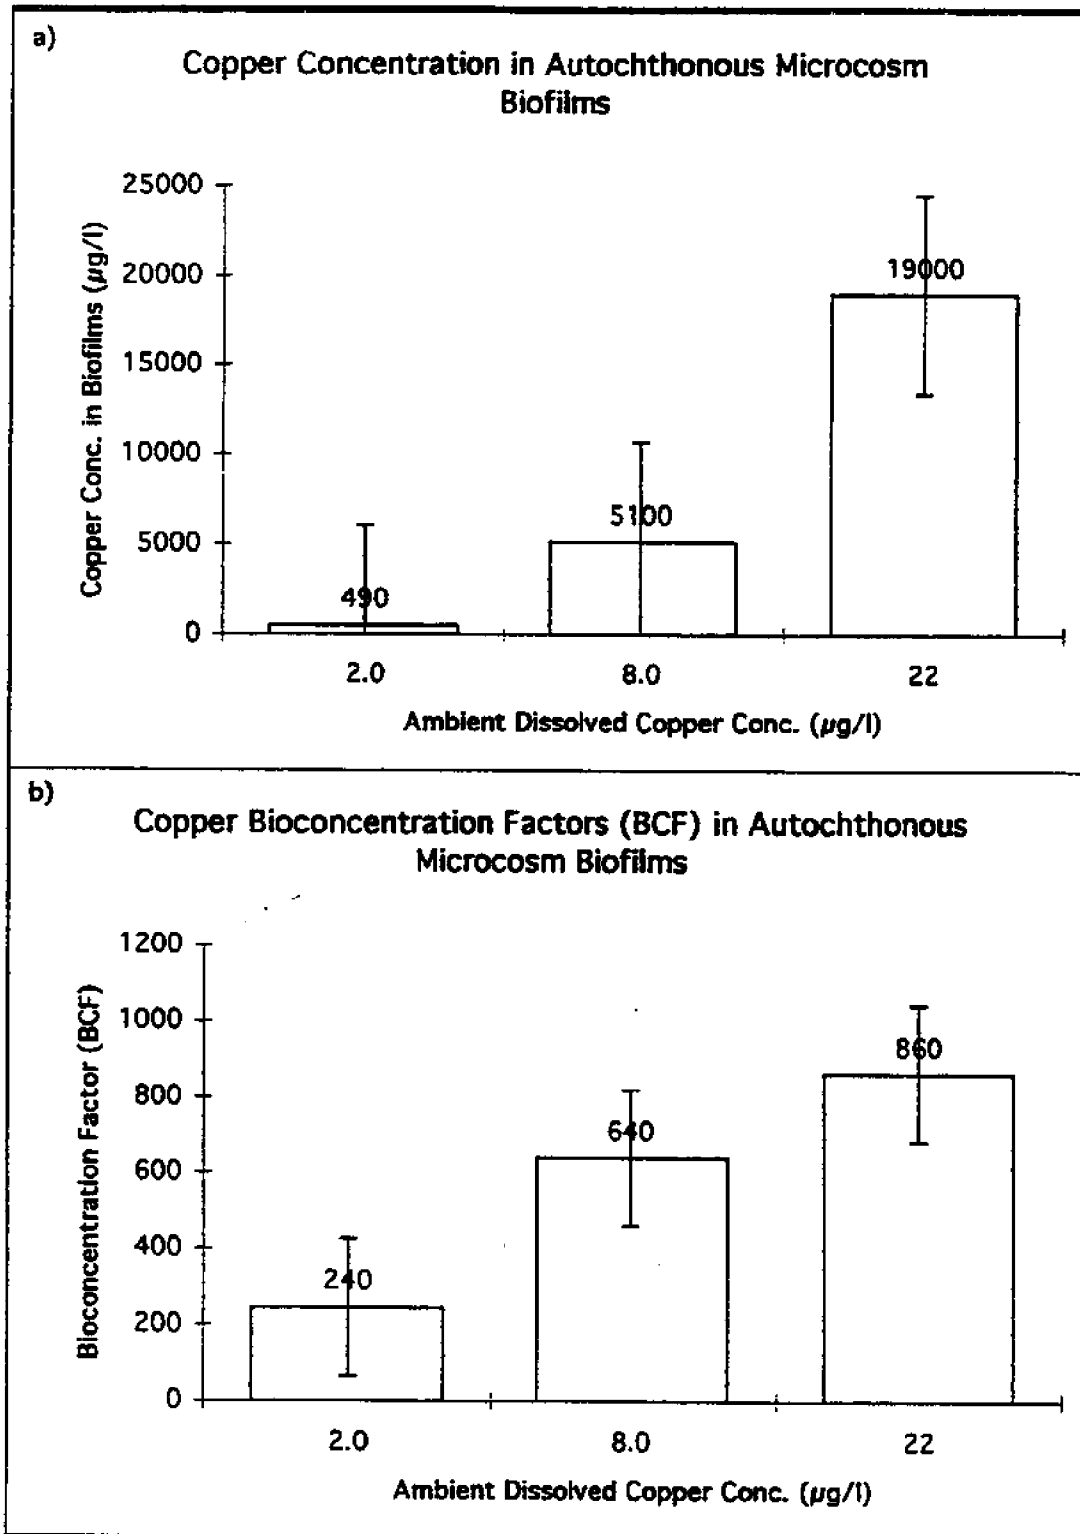 a)
Copper Concentration in Autochthonous Microcosm
Biofilms
25000
20000
15000
10000
5000
0
Copper Conc. in Biofilms (µg/l)
490
5100
19000
2.0
8.0
22
Ambient Dissolved Copper Conc. (µg/l)
b)
Copper Bioconcentration Factors (BCF) in Autochthonous
Microcosm Biofilms
1200
1000
800
600
400
200
0
Bioconcentration Factor (BCF)
240
640
860
2.0
8.0
22
Ambient Dissolved Copper Conc. (µg/l)